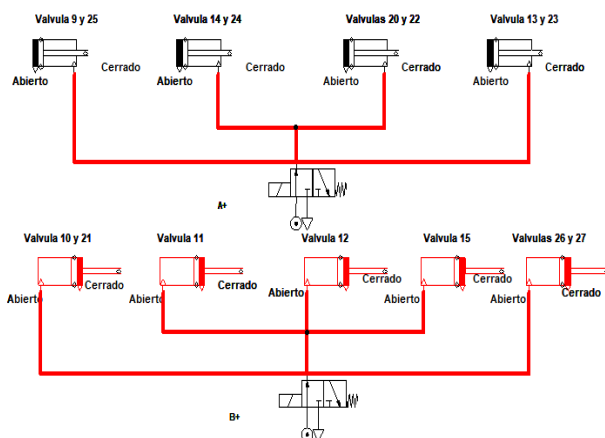 Valvula 9 y 25
Valvula 14 y 24
Valvulas 20 y 22
Valvula 13 y 23
Abierto
Cerrado
Abierto
Cerrado
Abierto
Cerrado
Abierto
Cerrado
A+
Valvula 10 y 21
Valvula 11
Valvula 12
Valvula 15
Valvulas 26 y 27
Abierto
Cerrado
Abierto
Cerrado
Abierto
Cerrado
Abierto
Cerrado
Abierto
Cerrado
B+